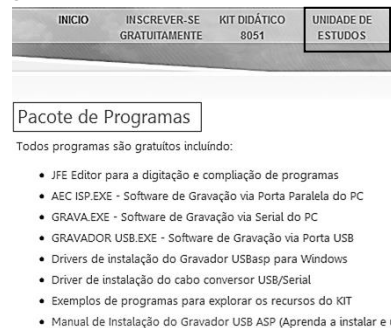 INICIO INSCREVER-SE KIT DIDÁTICO UNIDADE DE
GRATUITAMENTE 8051 ESTUDOS
Pacote de Programas
Todos programas são gratuítos incluíndo:
• JFE Editor para a digitação e compliação de programas
• AEC ISP.EXE - Software de Gravação via Porta Paralela do PC
• GRAVA.EXE - Software de Gravação via Serial do PC
• GRAVADOR USB.EXE - Software de Gravação via Porta USB
• Drivers de instalação do Gravador USBasp para Windows
• Driver de instalação do cabo conversor USB/Serial
• Exemplos de programas para explorar os recursos do KIT
• Manual de Instalação do Gravador USB ASP (Aprenda a instalar e